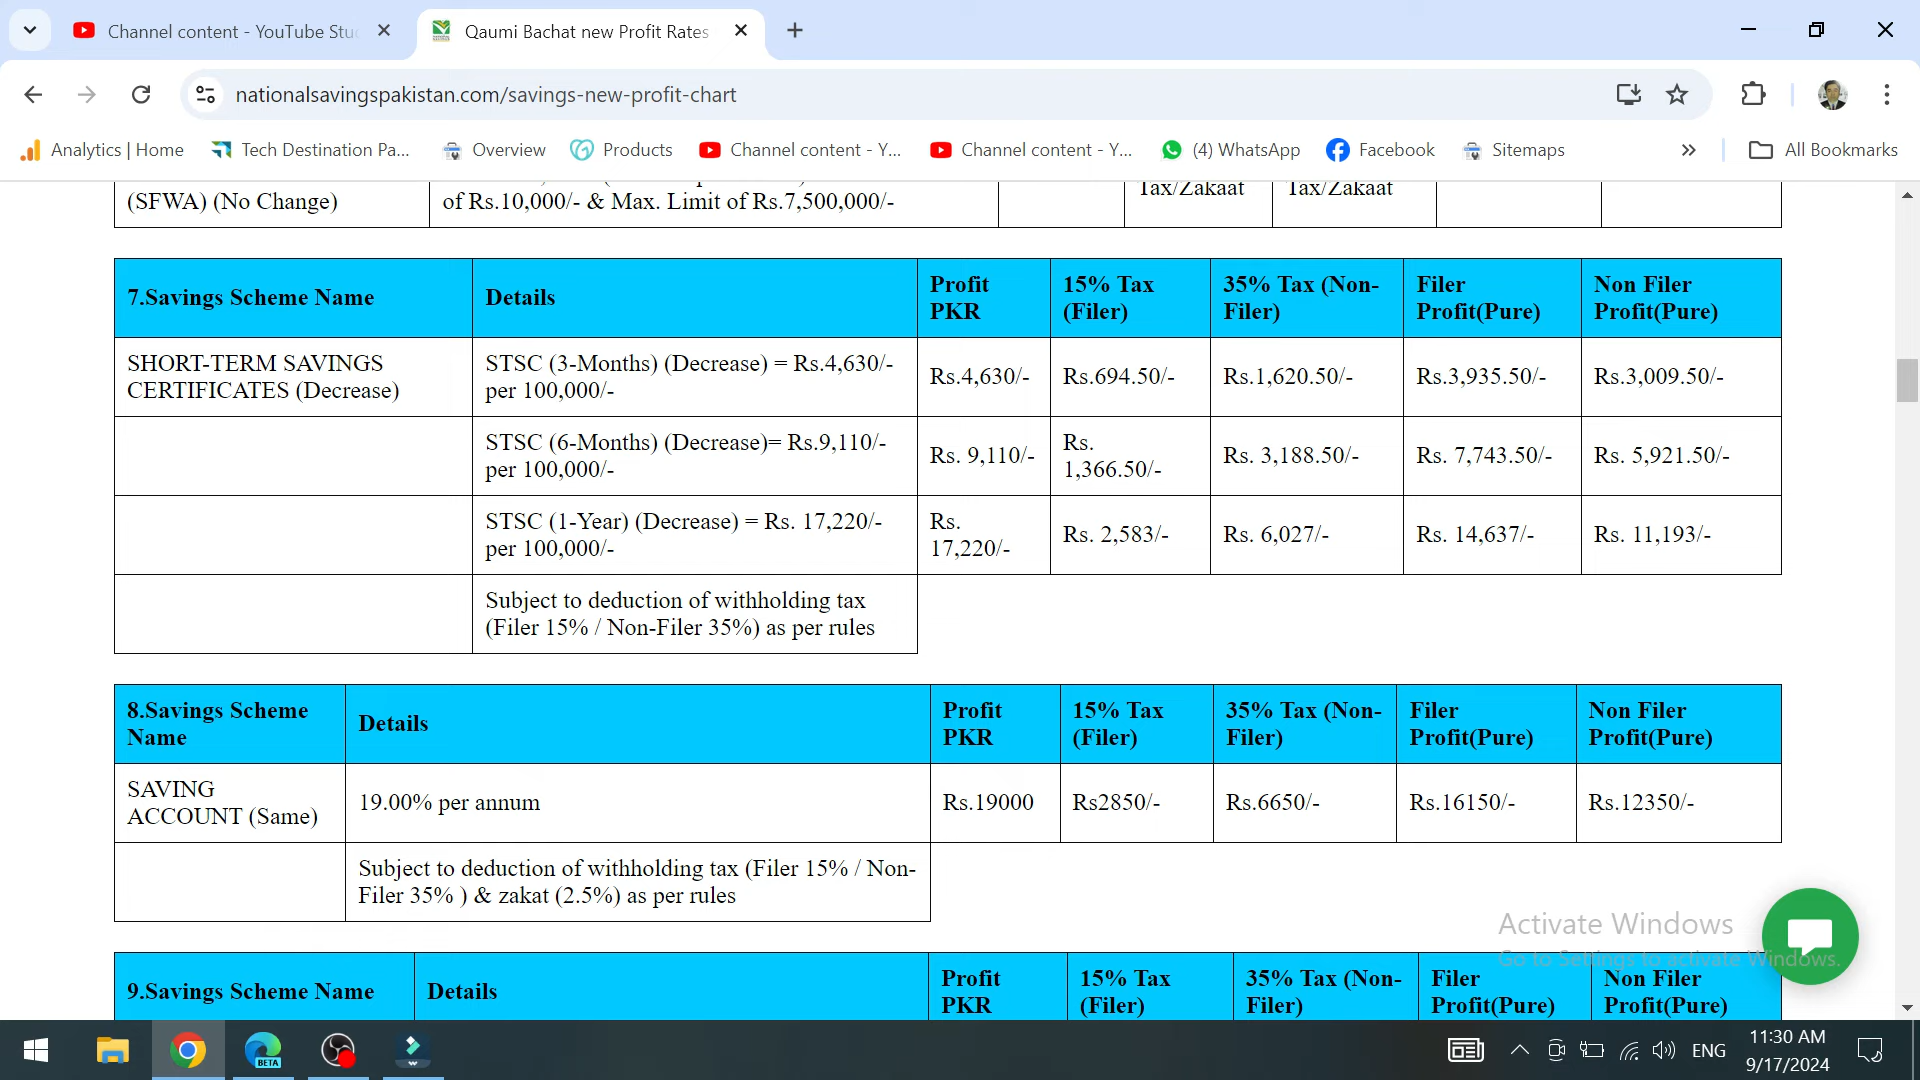 Channel content - YouTube Stu
Qaumi Bachat new Profit Rates
nationalsavingspakistan.com/savings-new-profit-chart
Analytics | Home
Tech Destination Pa...
Overview
Products
Channel content - Y...
Channel content - Y...
(4) WhatsApp
Facebook
Sitemaps
»
All Bookmarks
(SFWA) (No Change)
of Rs.10,000/- & Max. Limit of Rs.7,500,000/-
Tax/Zakaat
Tax/Zakaat
7.Savings Scheme Name
Details
Profit
PKR
15% Tax
(Filer)
35% Tax (Non-
Filer)
Filer
Profit(Pure)
Non Filer
Profit(Pure)
SHORT-TERM SAVINGS
CERTIFICATES (Decrease)
STSC (3-Months) (Decrease) = Rs.4,630/-
per 100,000/-
Rs.4,630/-
Rs.694.50/-
Rs.1,620.50/-
Rs.3,935.50/-
Rs.3,009.50/-
STSC (6-Months) (Decrease)= Rs.9,110/-
per 100,000/-
Rs. 9,110/-
Rs.
1,366.50/-
Rs. 3,188.50/-
Rs. 7,743.50/-
Rs. 5,921.50/-
STSC (1-Year) (Decrease) = Rs. 17,220/-
per 100,000/-
Rs.
17,220/-
Rs. 2,583/-
Rs. 6,027/-
Rs. 14,637/-
Rs. 11,193/-
Subject to deduction of withholding tax
(Filer 15% / Non-Filer 35%) as per rules
8.Savings Scheme
Name
Details
Profit
PKR
15% Tax
(Filer)
35% Tax (Non-
Filer)
Filer
Profit(Pure)
Non Filer
Profit(Pure)
SAVING
ACCOUNT (Same)
19.00% per annum
Rs.19000
Rs2850/-
Rs.6650/-
Rs.16150/-
Rs.12350/-
Subject to deduction of withholding tax (Filer 15% / Non-
Filer 35% ) & zakat (2.5%) as per rules
Activate Windows
Go to Settings to activate Windows.
9.Savings Scheme Name
Details
Profit
PKR
15% Tax
(Filer)
35% Tax (Non-
Filer)
Filer
Profit(Pure)
Non Filer
Profit(Pure)
BETA
ENG
11:30 AM
9/17/2024